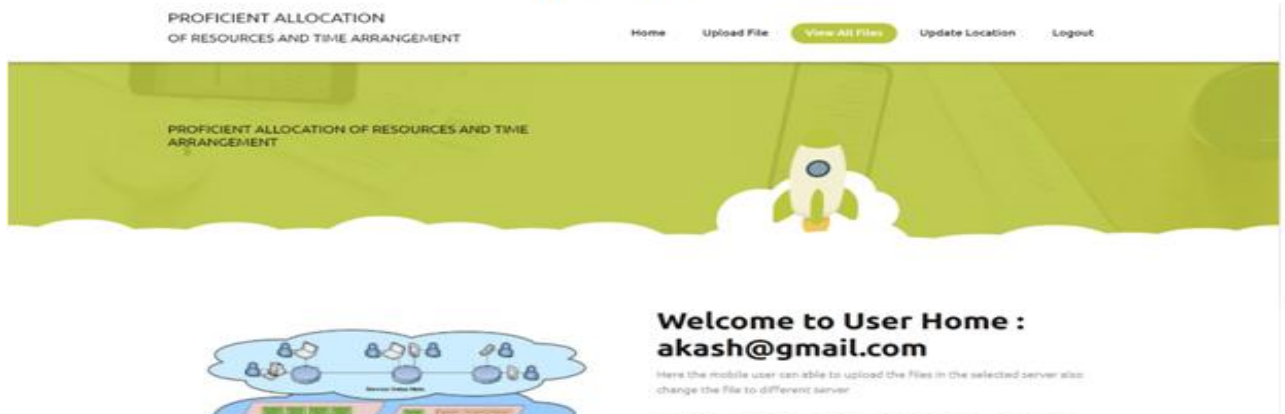 PROFICIENT ALLOCATION
OF RESOURCES AND TIME ARRANGEMENT
Home Upload File View All Files Update Location Logout
PROFICIENT ALLOCATION OF RESOURCES AND TIME
ARRANGEMENT
Welcome to User Home :
akash@gmail.com
Here the mobile user can able to upload the files in the selected server also
change the file to different server